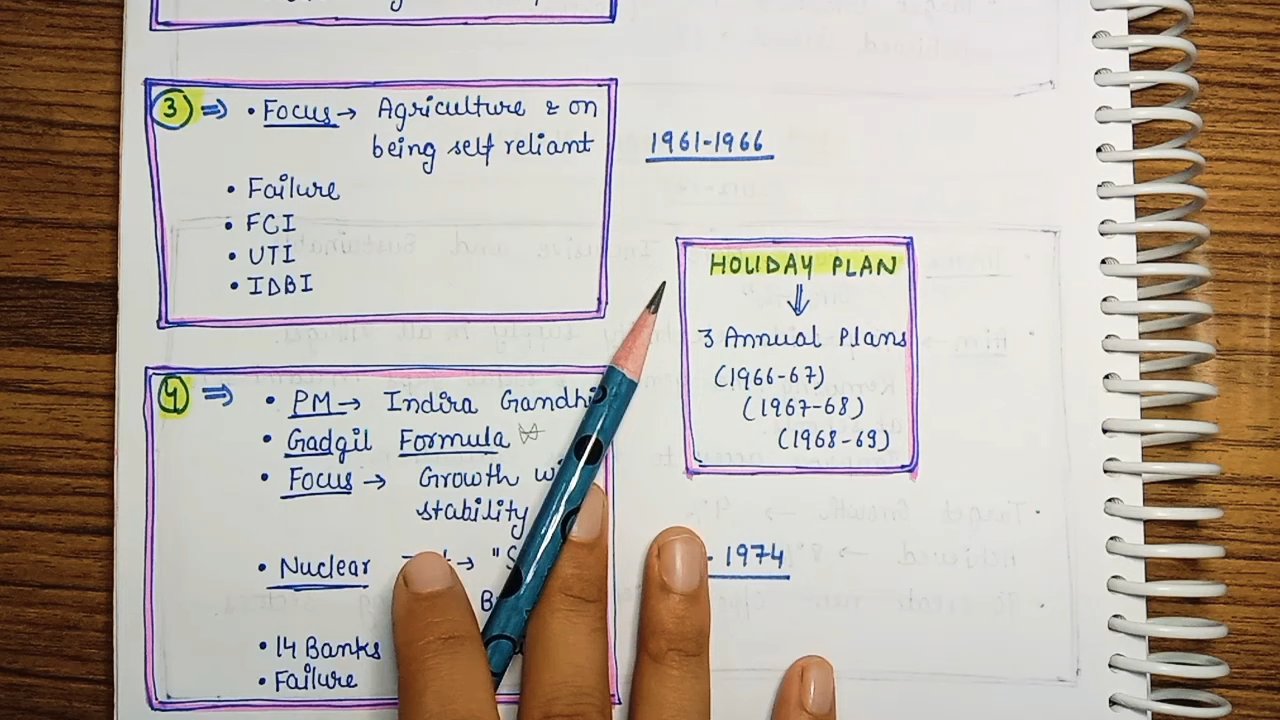 ③ ⇒ • Focus → Agriculture & on
being self reliant
• Failure
• FCI
• UTI
• IDBI
1961-1966
HOLIDAY PLAN
⇓
3 Annual Plans
(1966-67)
(1967-68)
(1968-69)
④ ⇒ • PM → Indira Gandhi
• Gadgil Formula
• Focus → Growth
stability
• Nuclear → "S
B
• 14 Banks
• Failure
- 1974